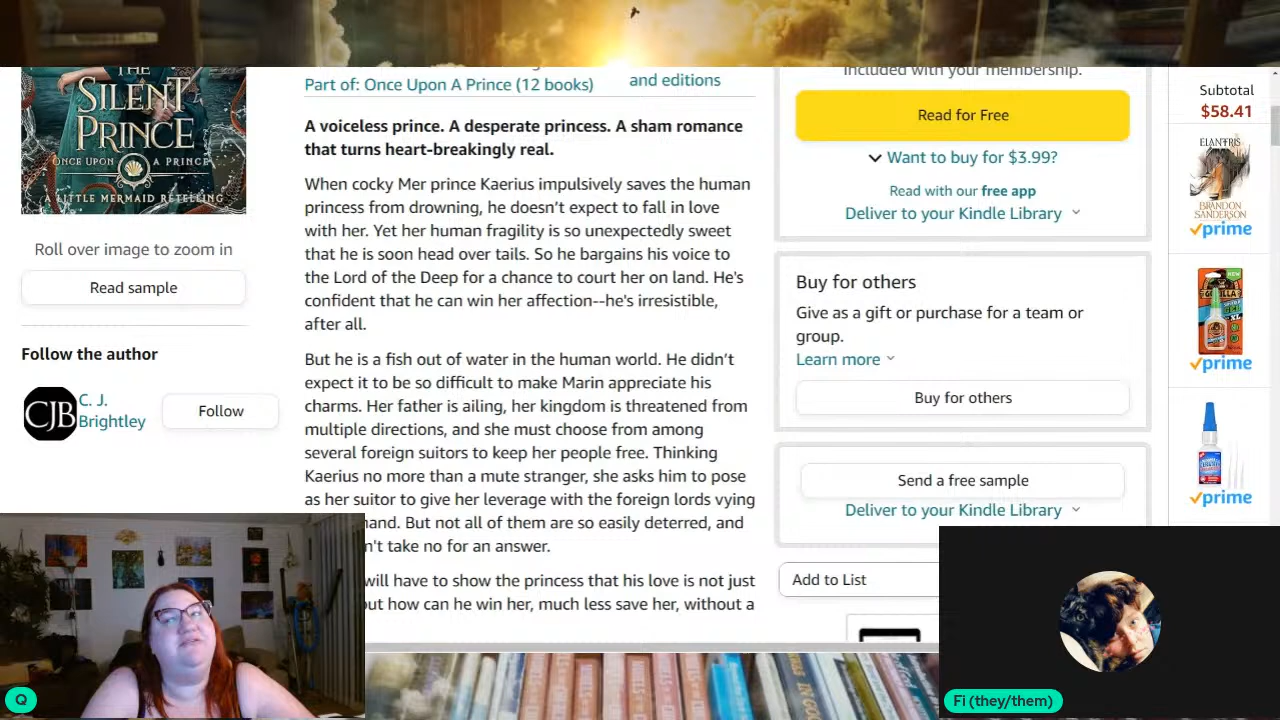 THE
SILENT
PRINCE
ONCE UPON A PRINCE
A LITTLE MERMAID RETELLING
Roll over image to zoom in
Read sample
Follow the author
CJB
C. J.
Brightley
Follow
Part of: Once Upon A Prince (12 books)
and editions
A voiceless prince. A desperate princess. A sham romance
that turns heart-breakingly real.
When cocky Mer prince Kaerius impulsively saves the human
princess from drowning, he doesn't expect to fall in love
with her. Yet her human fragility is so unexpectedly sweet
that he is soon head over tails. So he bargains his voice to
the Lord of the Deep for a chance to court her on land. He's
confident that he can win her affection--he's irresistible,
after all.
But he is a fish out of water in the human world. He didn't
expect it to be so difficult to make Marin appreciate his
charms. Her father is ailing, her kingdom is threatened from
multiple directions, and she must choose from among
several foreign suitors to keep her people free. Thinking
Kaerius no more than a mute stranger, she asks him to pose
as her suitor to give her leverage with the foreign lords vying
hand. But not all of them are so easily deterred, and
n't take no for an answer.
will have to show the princess that his love is not just
ut how can he win her, much less save her, without a
included with your membership.
Read for Free
Want to buy for $3.99?
Read with our free app
Deliver to your Kindle Library
Buy for others
Give as a gift or purchase for a team or
group.
Learn more
Buy for others
Send a free sample
Deliver to your Kindle Library
Add to List
Subtotal
$58.41
ELANTRIS
BRANDON
SANDERSON
prime
GORILLA
prime
prime
Q
Fi (they/them)